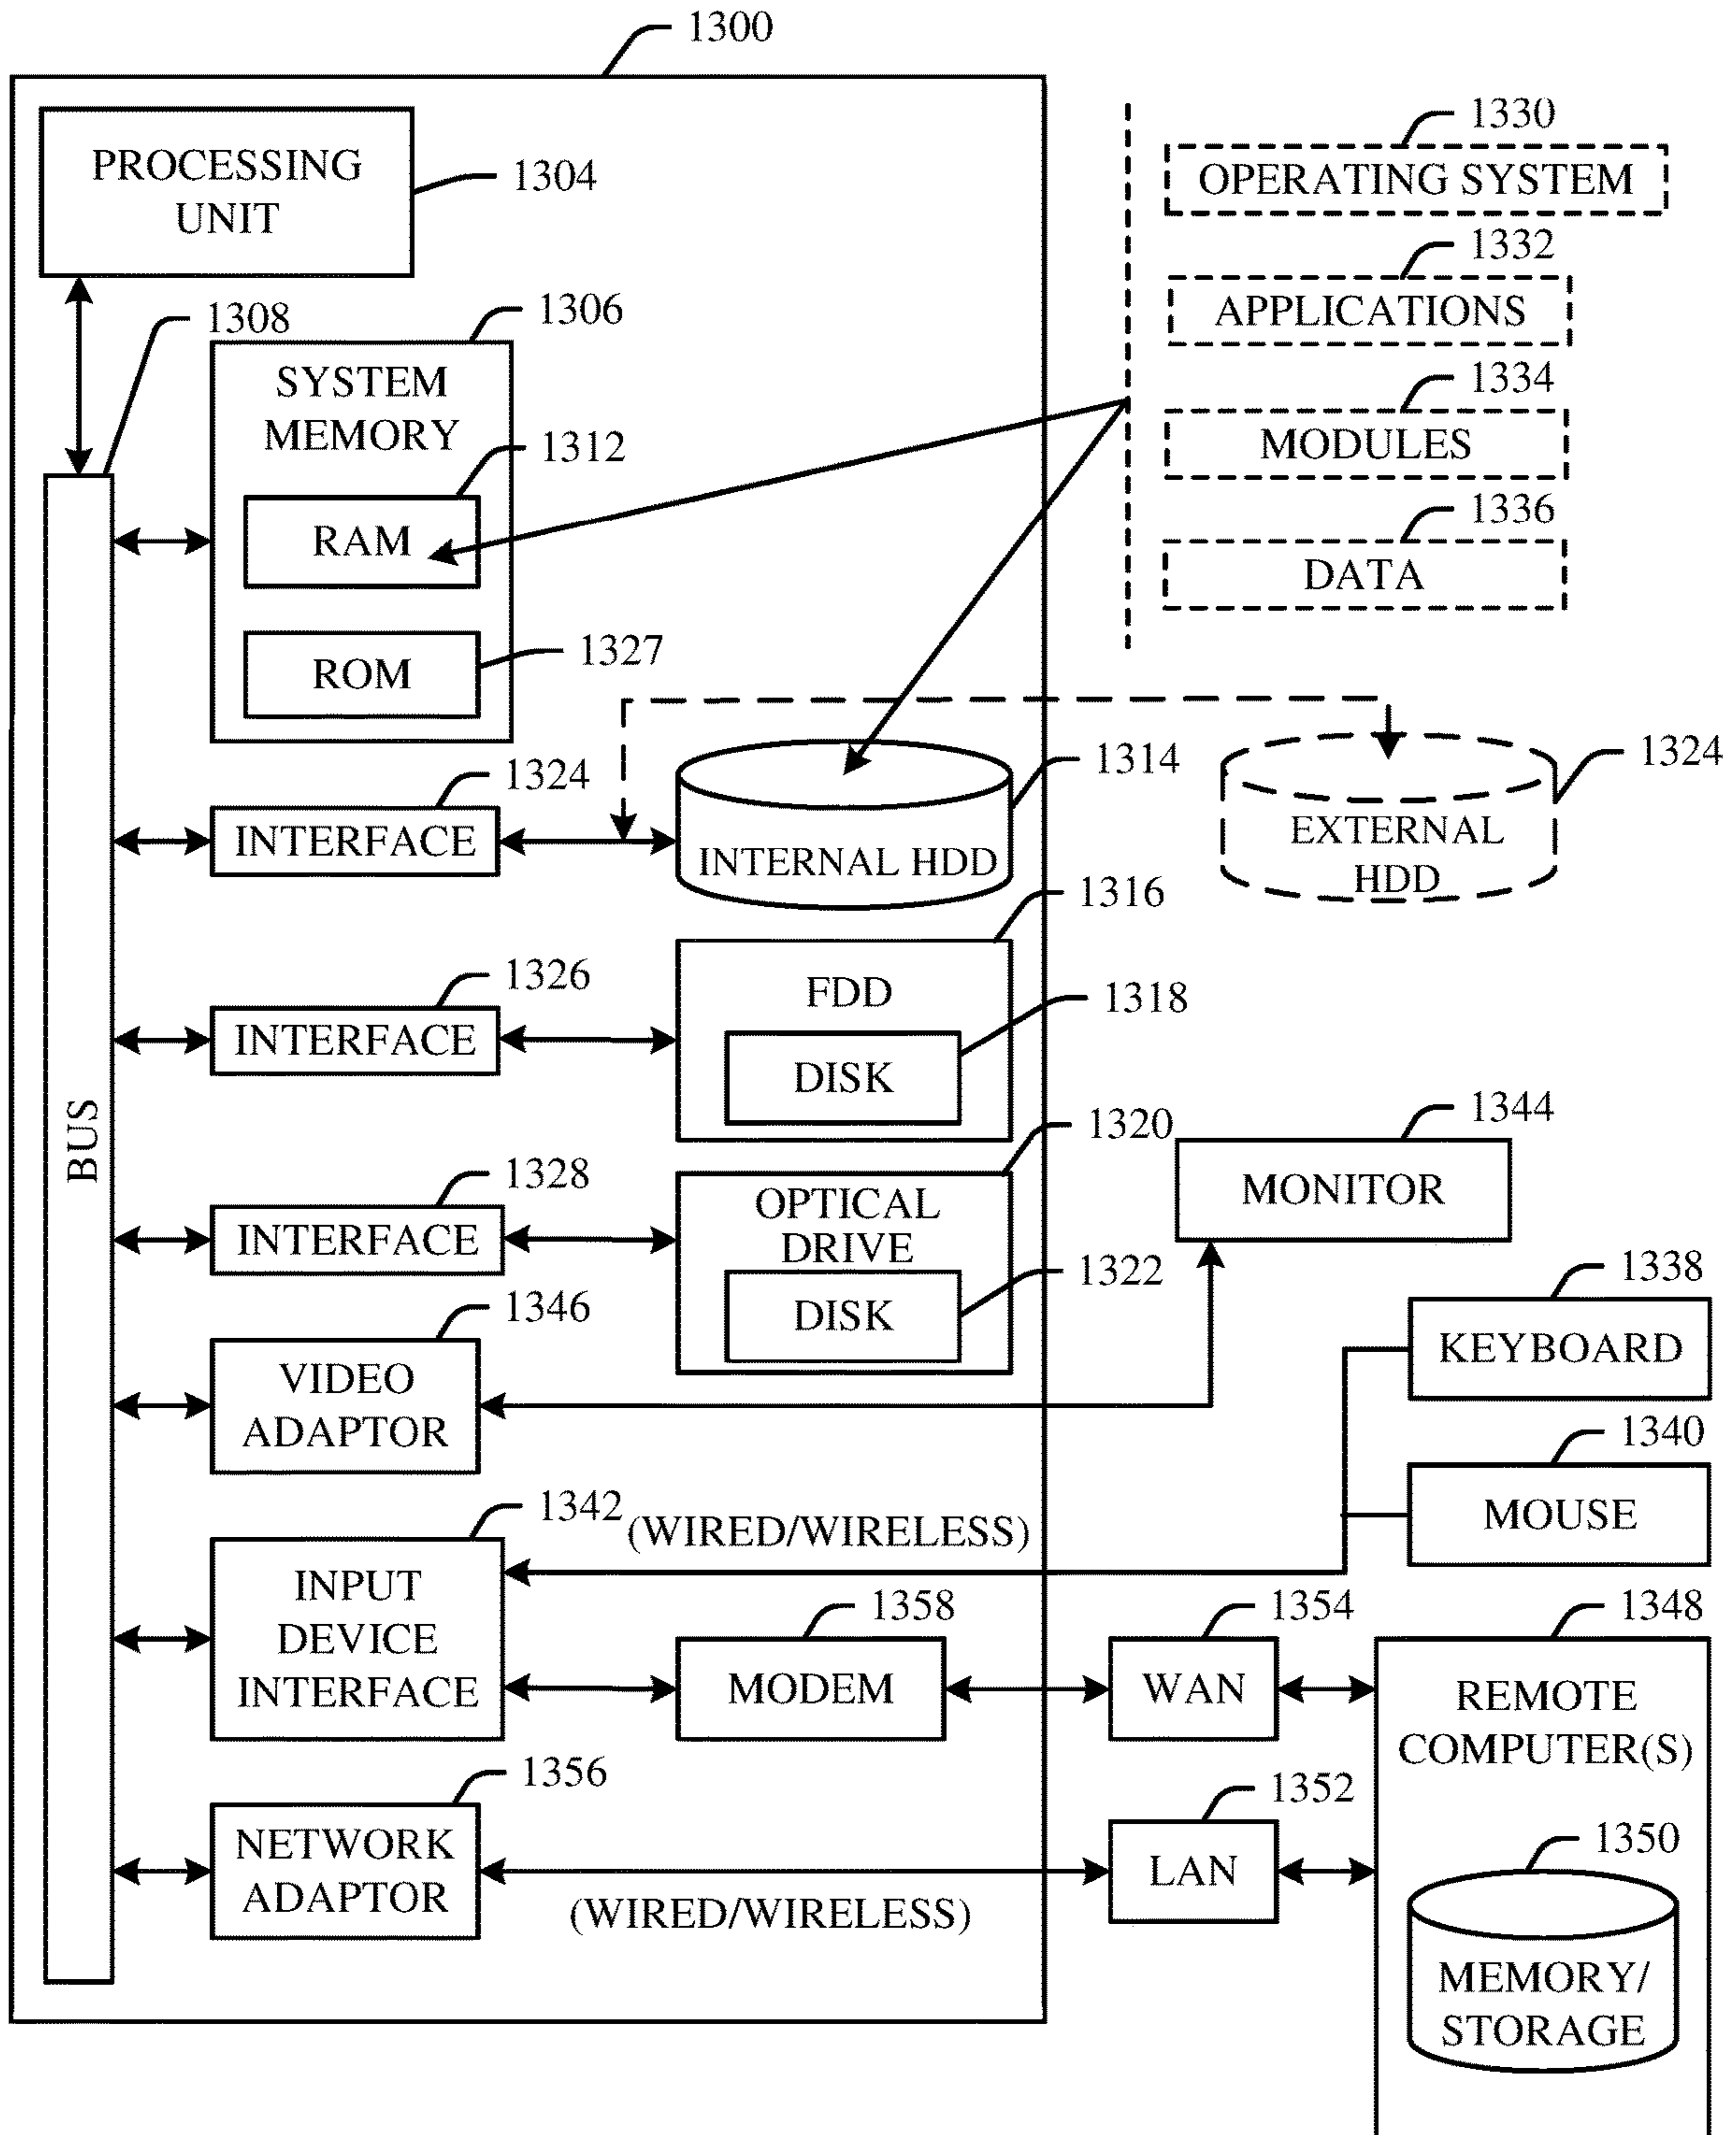 1300
PROCESSING
UNIT
1304
1330
OPERATING SYSTEM
1332
APPLICATIONS
1334
MODULES
1336
DATA
1308
1306
SYSTEM
MEMORY
1312
RAM
1327
ROM
1324
INTERFACE
1314
INTERNAL HDD
1324
EXTERNAL
HDD
1326
INTERFACE
1316
FDD
1318
DISK
BUS
1328
INTERFACE
1320
OPTICAL
DRIVE
1322
DISK
1344
MONITOR
1346
VIDEO
ADAPTOR
1338
KEYBOARD
1340
MOUSE
1342
(WIRED/WIRELESS)
INPUT
DEVICE
INTERFACE
1358
MODEM
1354
WAN
1348
REMOTE
COMPUTER(S)
1356
NETWORK
ADAPTOR
(WIRED/WIRELESS)
1352
LAN
1350
MEMORY/
STORAGE